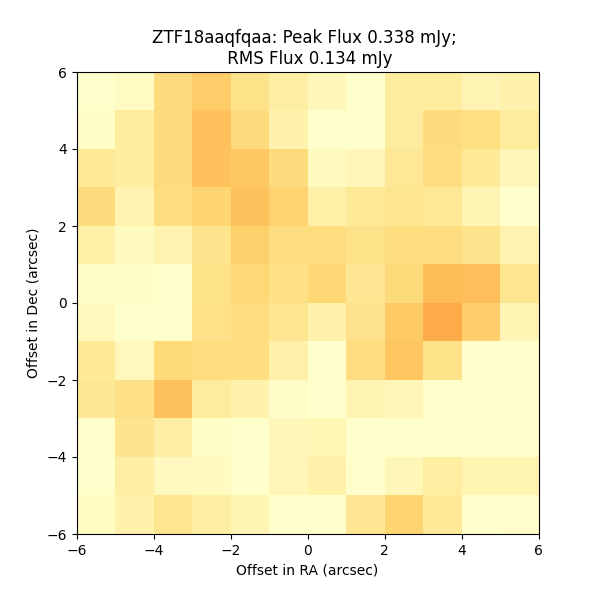 ZTF18aaqfqaa: Peak Flux 0.338 mJy;
RMS Flux 0.134 mJy
6
4
2
0
−2
−4
−6
Offset in Dec (arcsec)
−6 −4 −2 0 2 4 6
Offset in RA (arcsec)